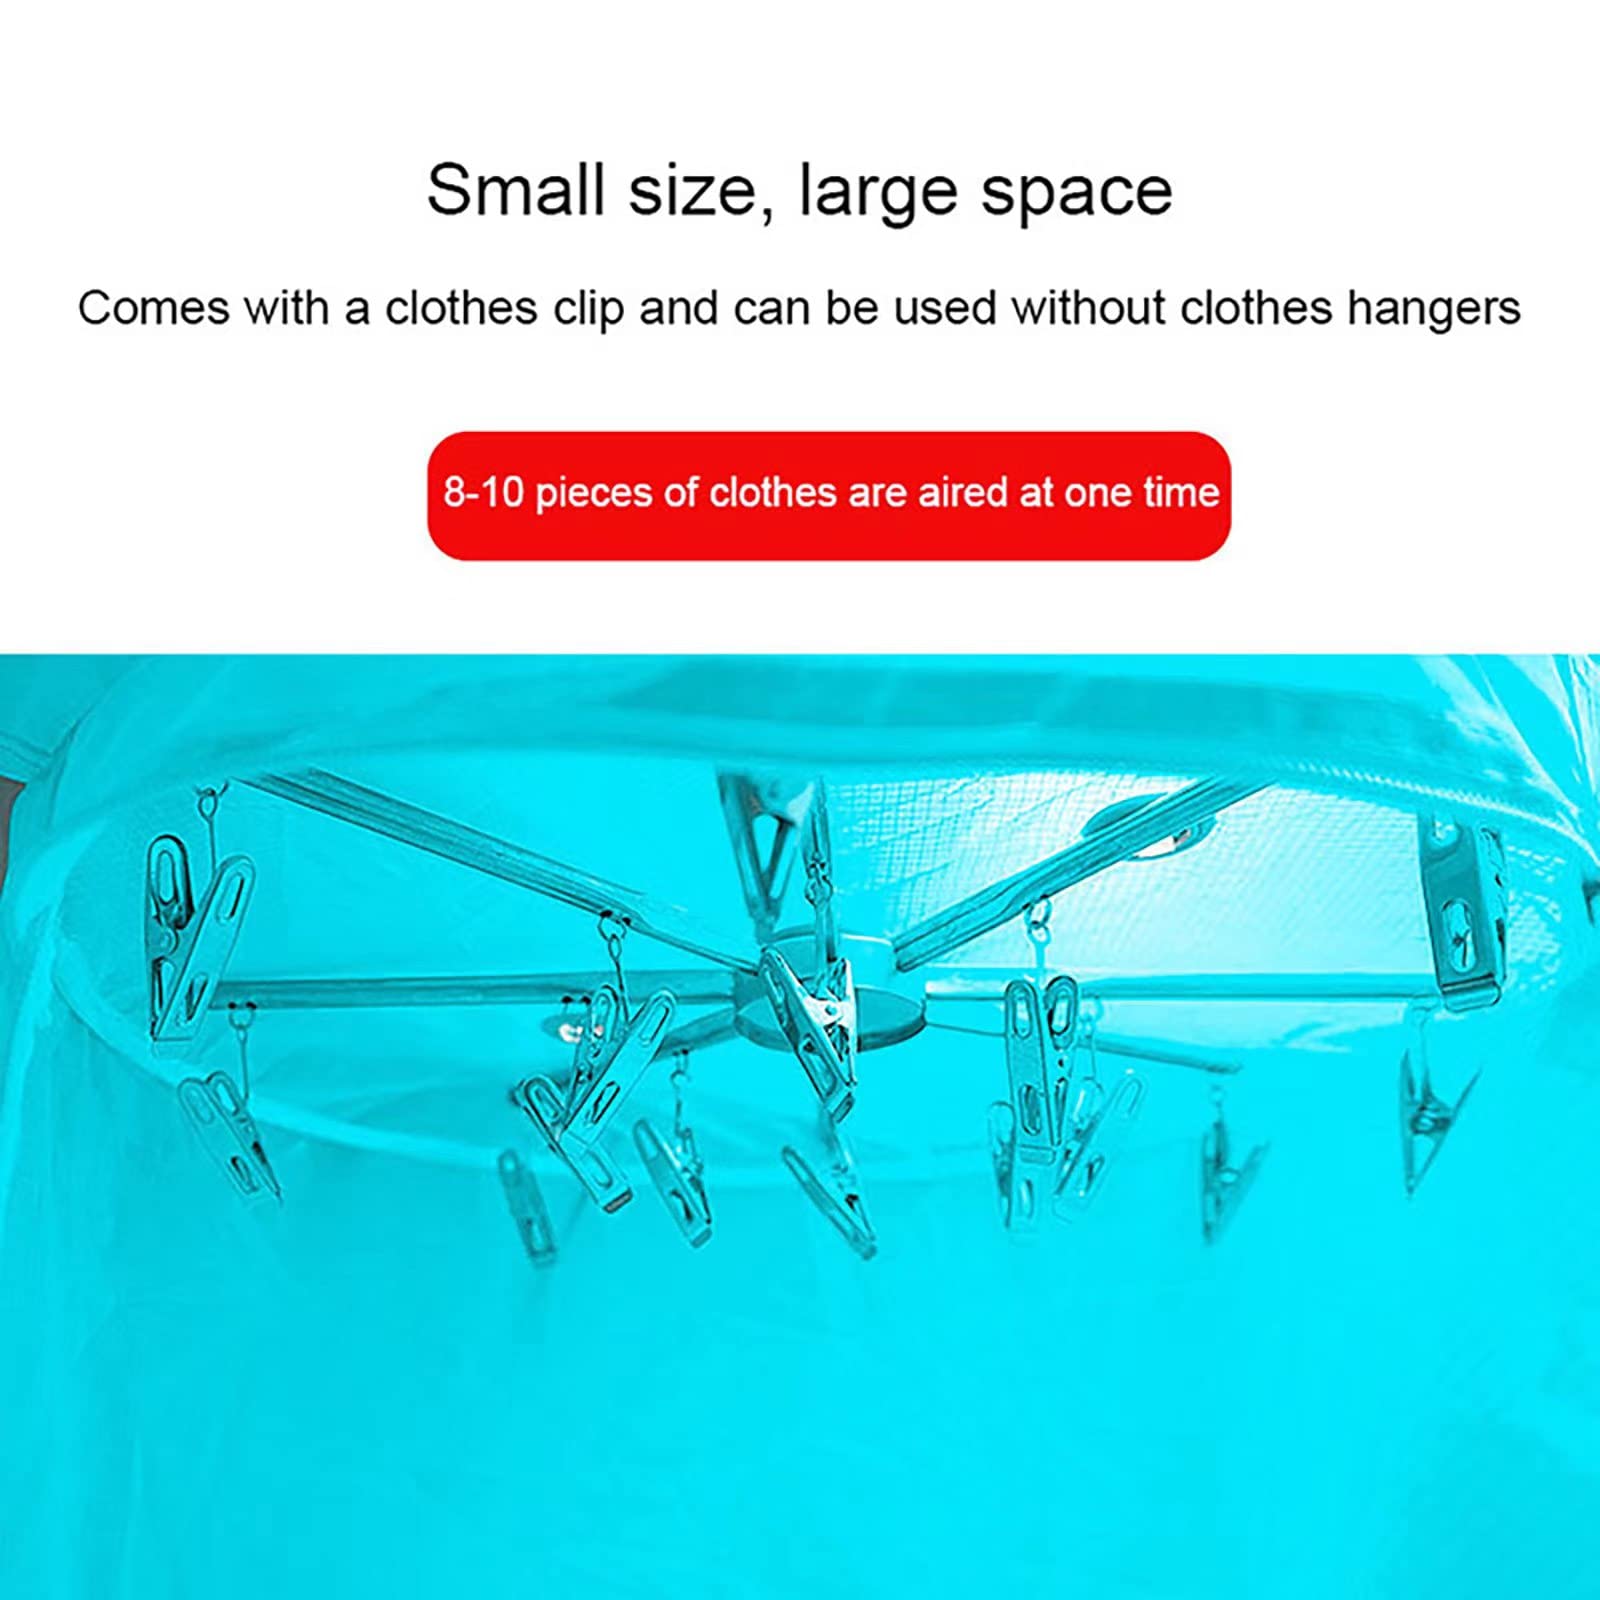 Small size, large space
Comes with a clothes clip and can be used without clothes hangers
8-10 pieces of clothes are aired at one time